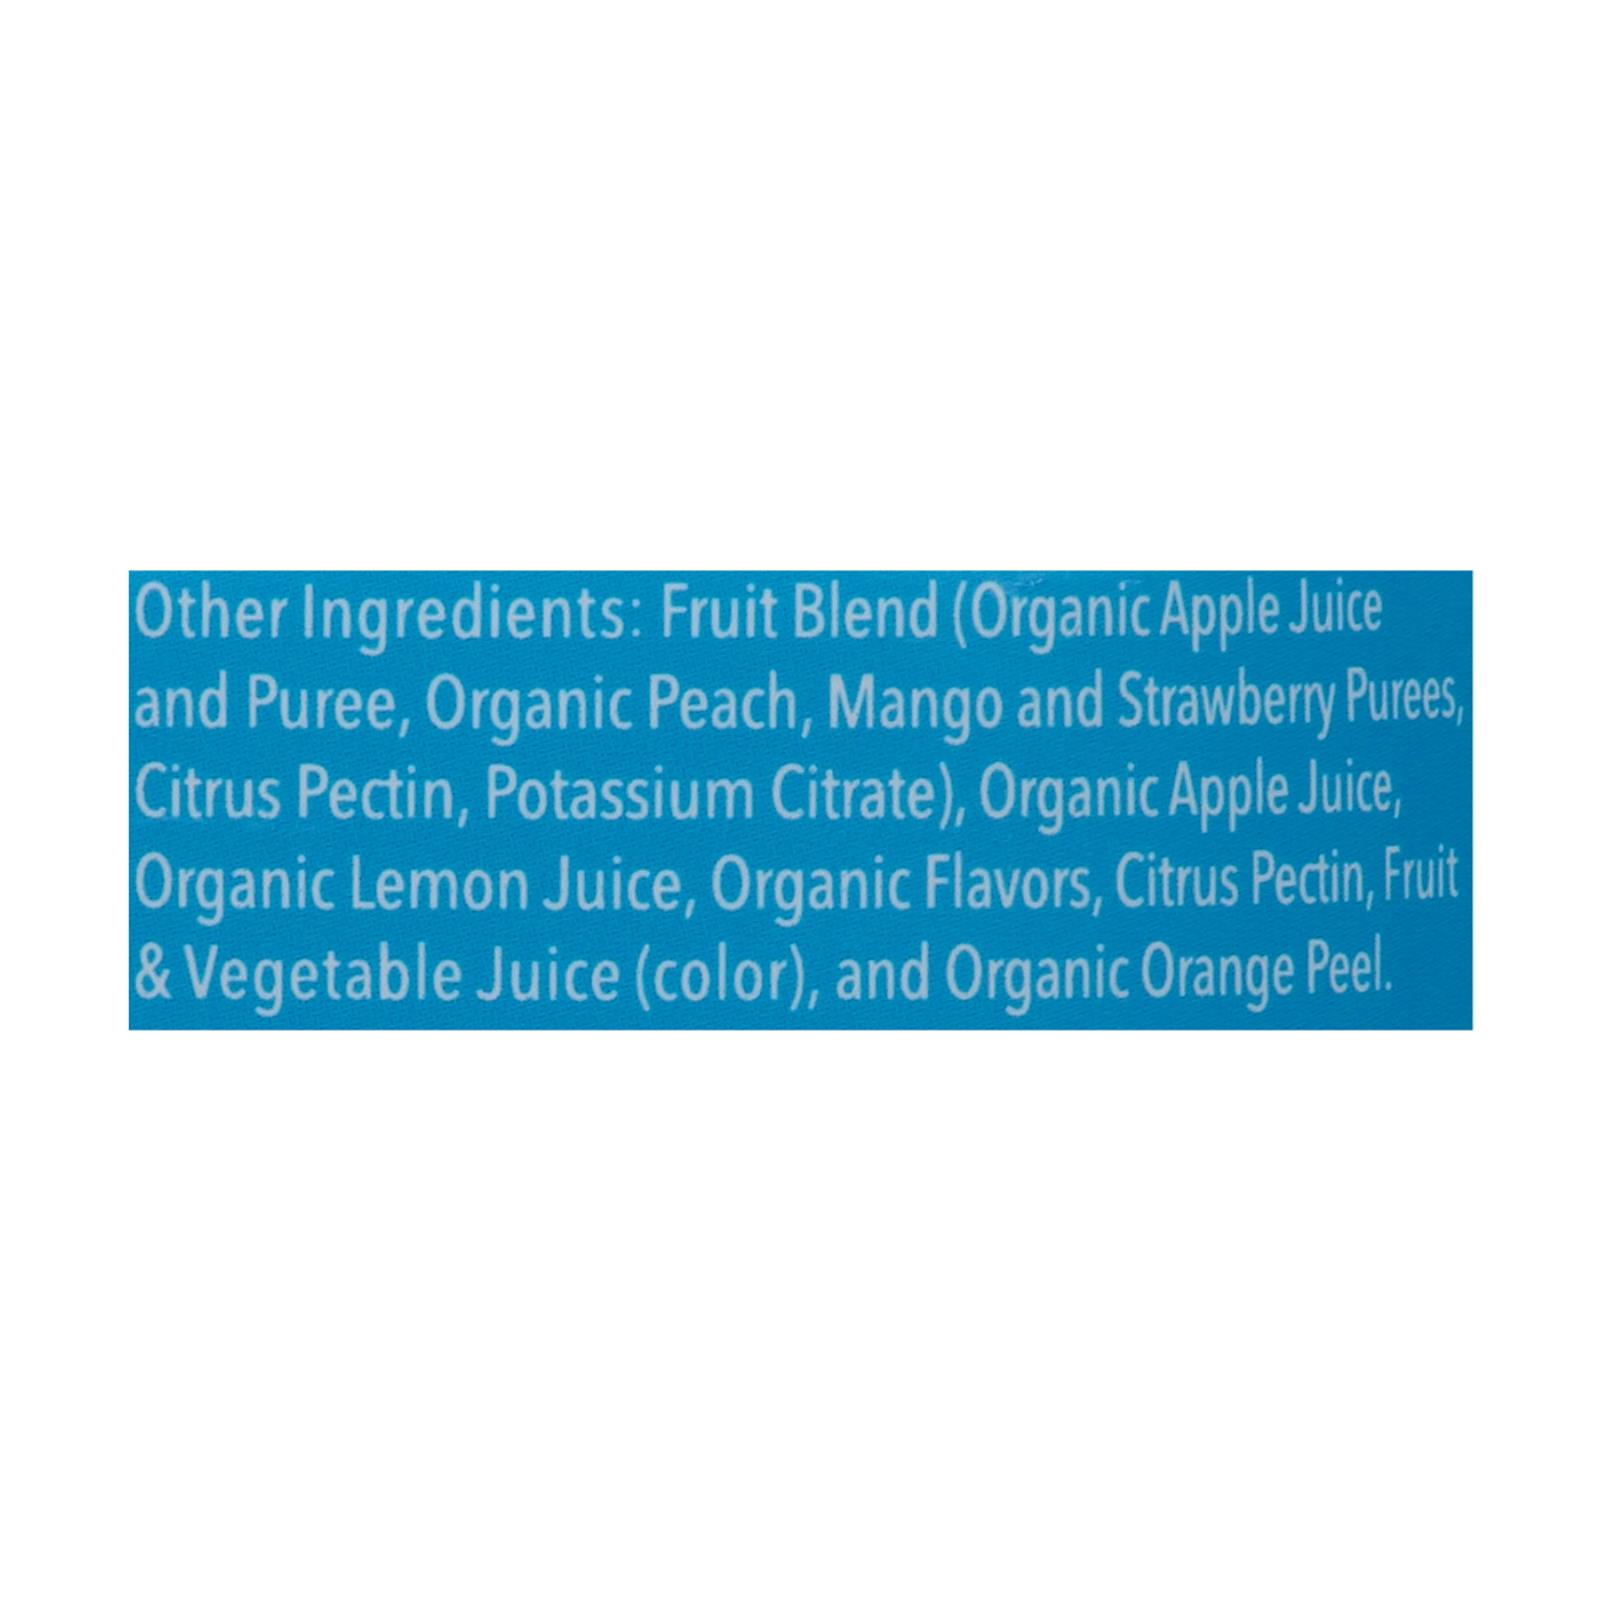 Other Ingredients: Fruit Blend (Organic Apple Juice
and Puree, Organic Peach, Mango and Strawberry Purees,
Citrus Pectin, Potassium Citrate), Organic Apple Juice,
Organic Lemon Juice, Organic Flavors, Citrus Pectin, Fruit
& Vegetable Juice (color), and Organic Orange Peel.